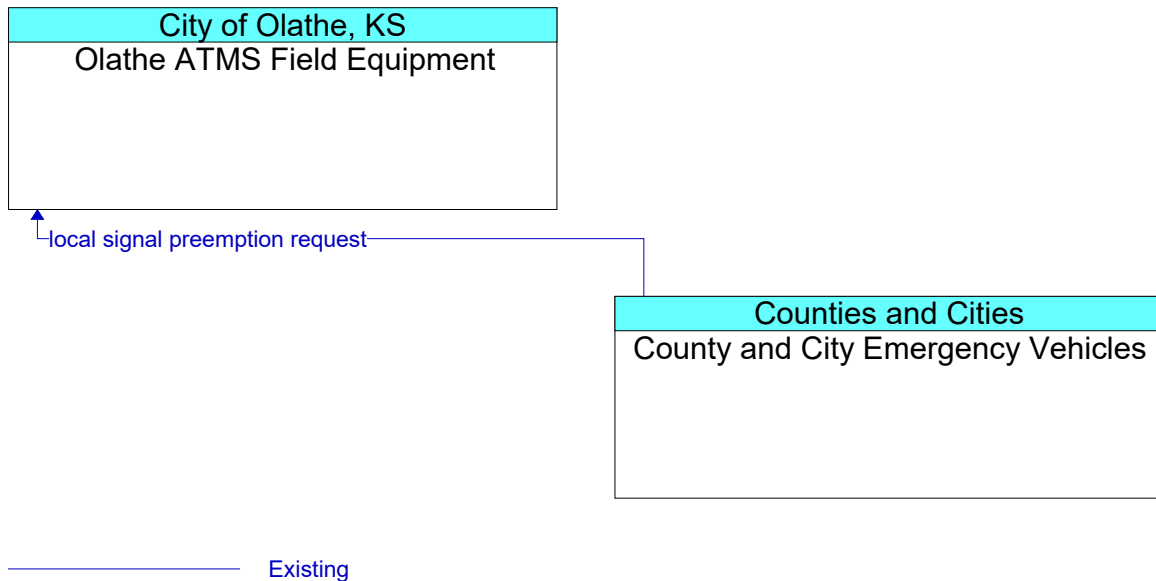 City of Olathe, KS
Olathe ATMS Field Equipment
local signal preemption request
Counties and Cities
County and City Emergency Vehicles
Existing